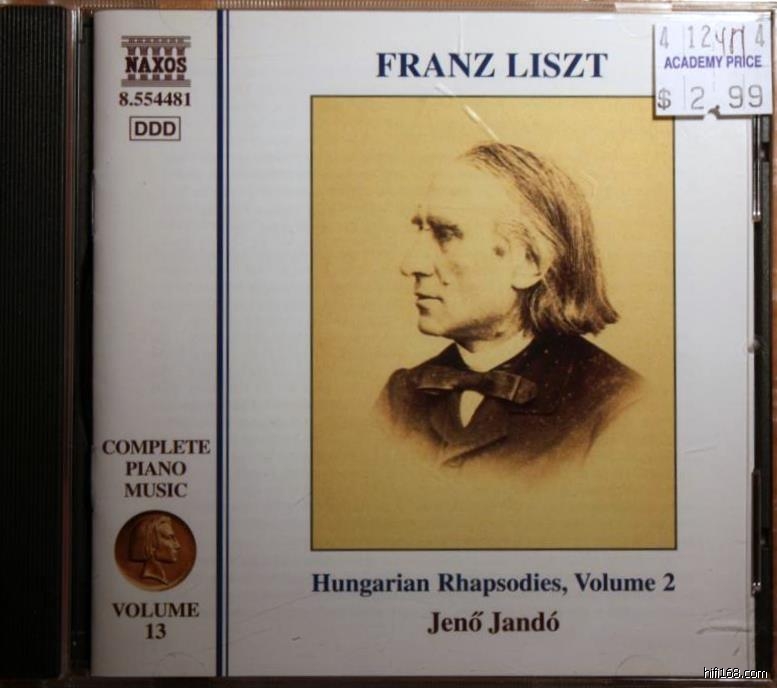 NAXOS
8.554481
DDD
FRANZ LISZT
4 12 4
ACADEMY PRICE
$ 2.99
COMPLETE
PIANO
MUSIC
VOLUME
13
Hungarian Rhapsodies, Volume 2
Jenő Jandó
hifi168.com